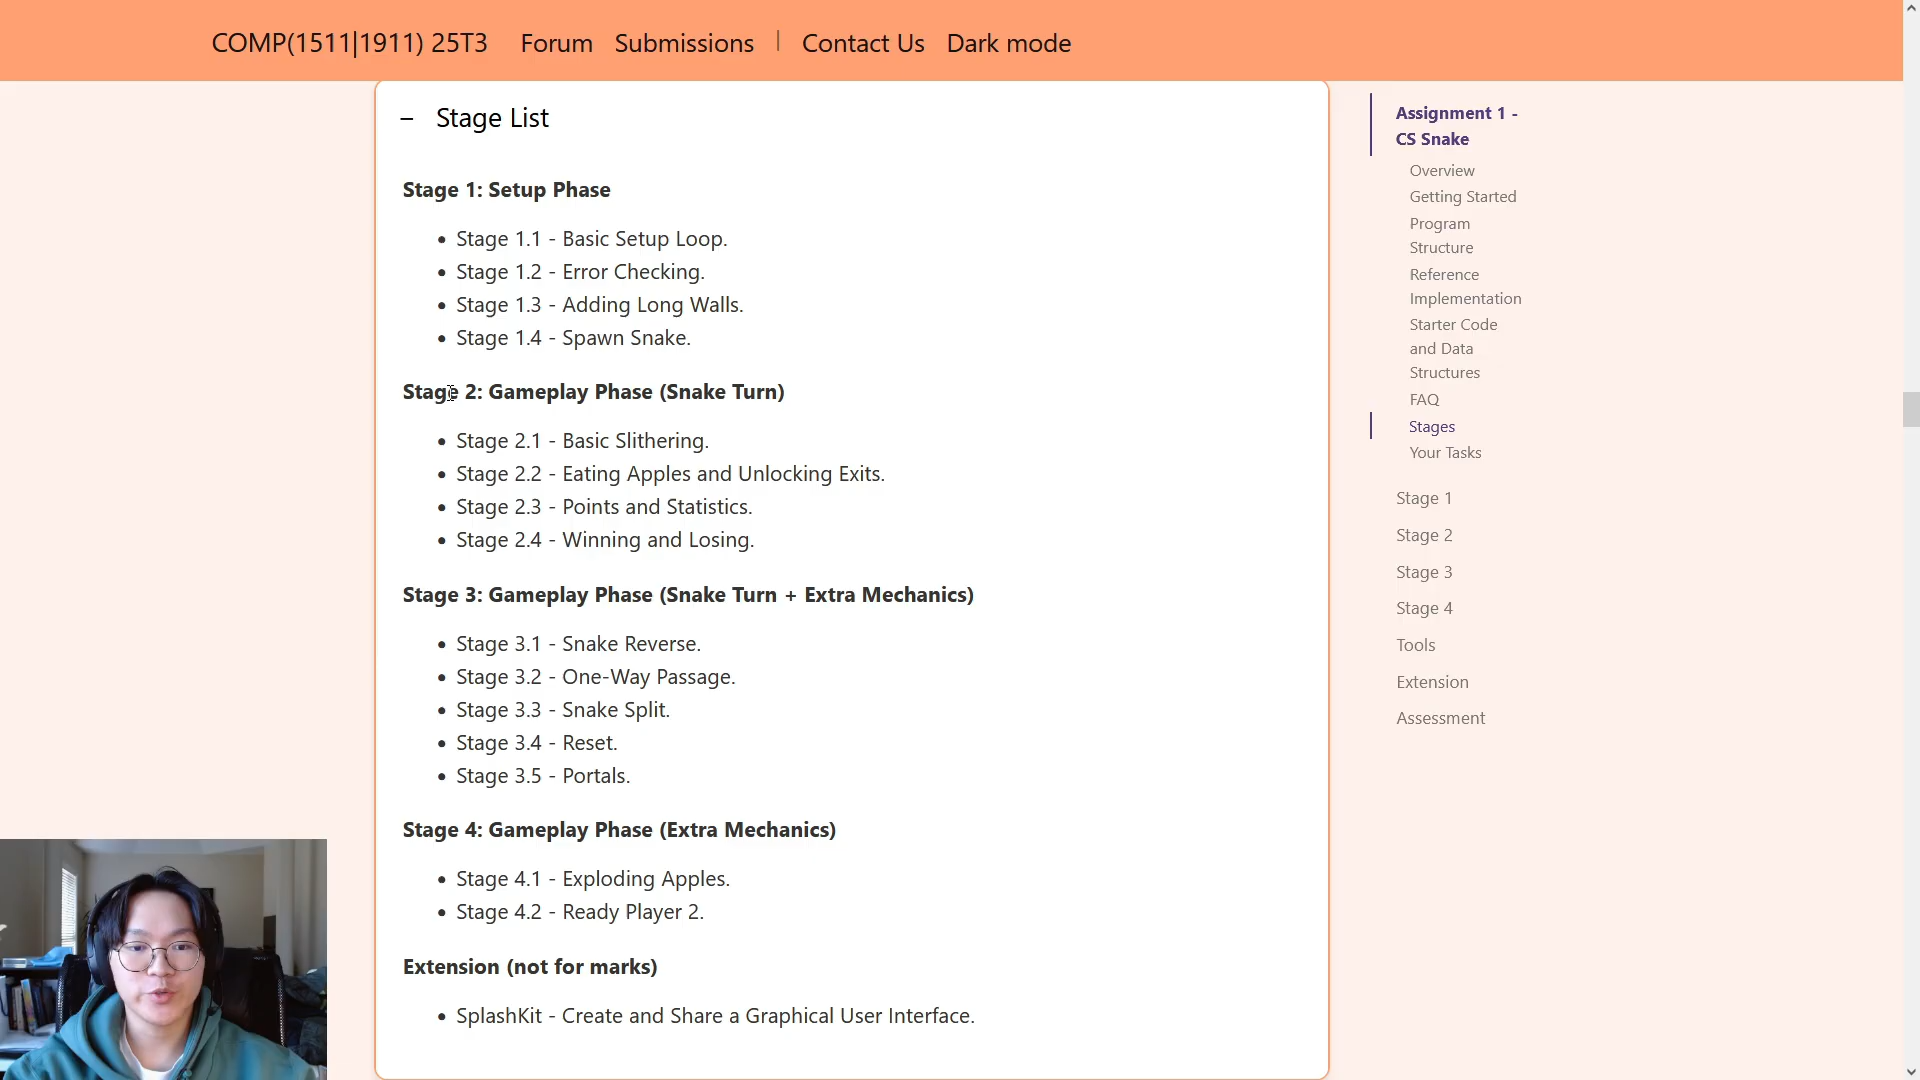 COMP(1511|1911) 25T3 Forum Submissions | Contact Us Dark mode
− Stage List
Stage 1: Setup Phase
• Stage 1.1 - Basic Setup Loop.
• Stage 1.2 - Error Checking.
• Stage 1.3 - Adding Long Walls.
• Stage 1.4 - Spawn Snake.
Stage 2: Gameplay Phase (Snake Turn)
• Stage 2.1 - Basic Slithering.
• Stage 2.2 - Eating Apples and Unlocking Exits.
• Stage 2.3 - Points and Statistics.
• Stage 2.4 - Winning and Losing.
Stage 3: Gameplay Phase (Snake Turn + Extra Mechanics)
• Stage 3.1 - Snake Reverse.
• Stage 3.2 - One-Way Passage.
• Stage 3.3 - Snake Split.
• Stage 3.4 - Reset.
• Stage 3.5 - Portals.
Stage 4: Gameplay Phase (Extra Mechanics)
• Stage 4.1 - Exploding Apples.
• Stage 4.2 - Ready Player 2.
Extension (not for marks)
• SplashKit - Create and Share a Graphical User Interface.
Assignment 1 -
CS Snake
Overview
Getting Started
Program
Structure
Reference
Implementation
Starter Code
and Data
Structures
FAQ
Stages
Your Tasks
Stage 1
Stage 2
Stage 3
Stage 4
Tools
Extension
Assessment